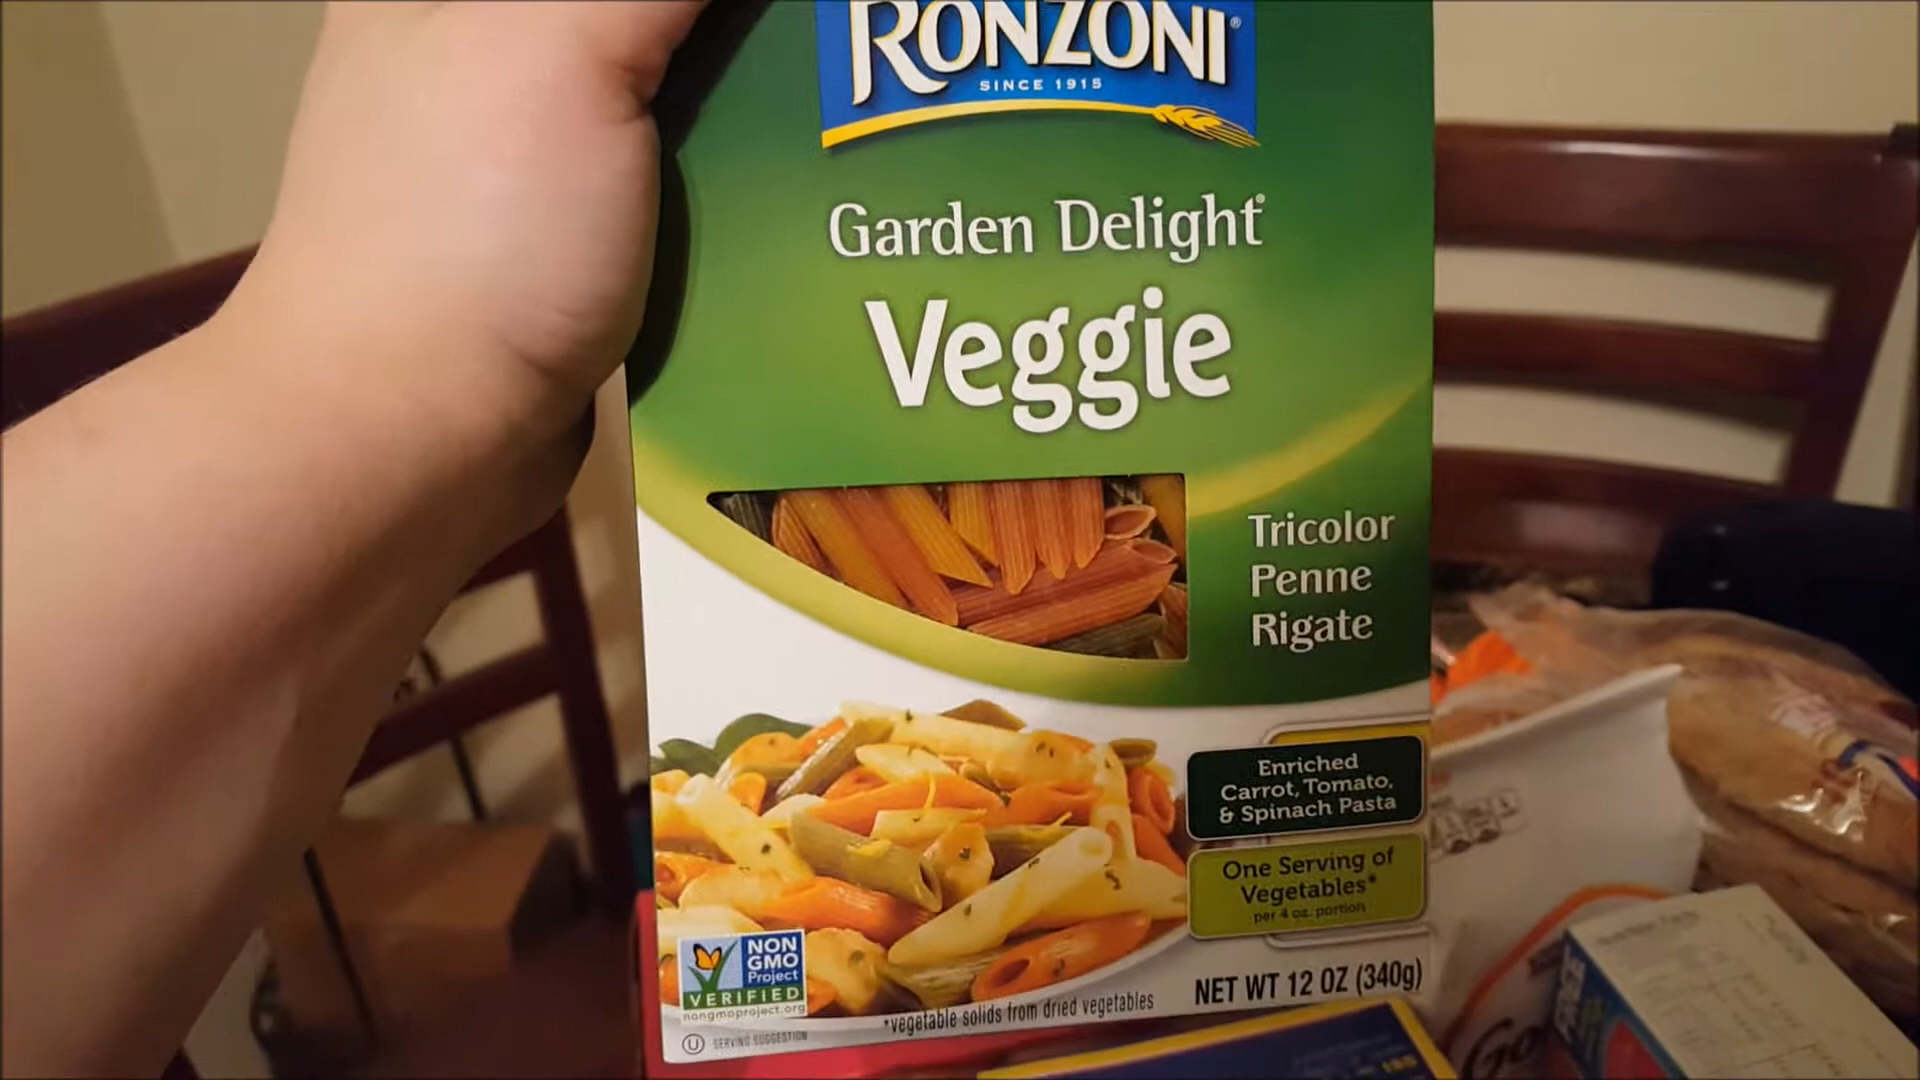 RONZONI®
SINCE 1915
Garden Delight®
Veggie
Tricolor
Penne
Rigate
Enriched
Carrot, Tomato,
& Spinach Pasta
One Serving of
Vegetables*
per 4 oz. portion
NON
GMO
Project
VERIFIED
nongmoproject.org
NET WT 12 OZ (340g)
*vegetable solids from dried vegetables
U SERVING SUGGESTION
Go